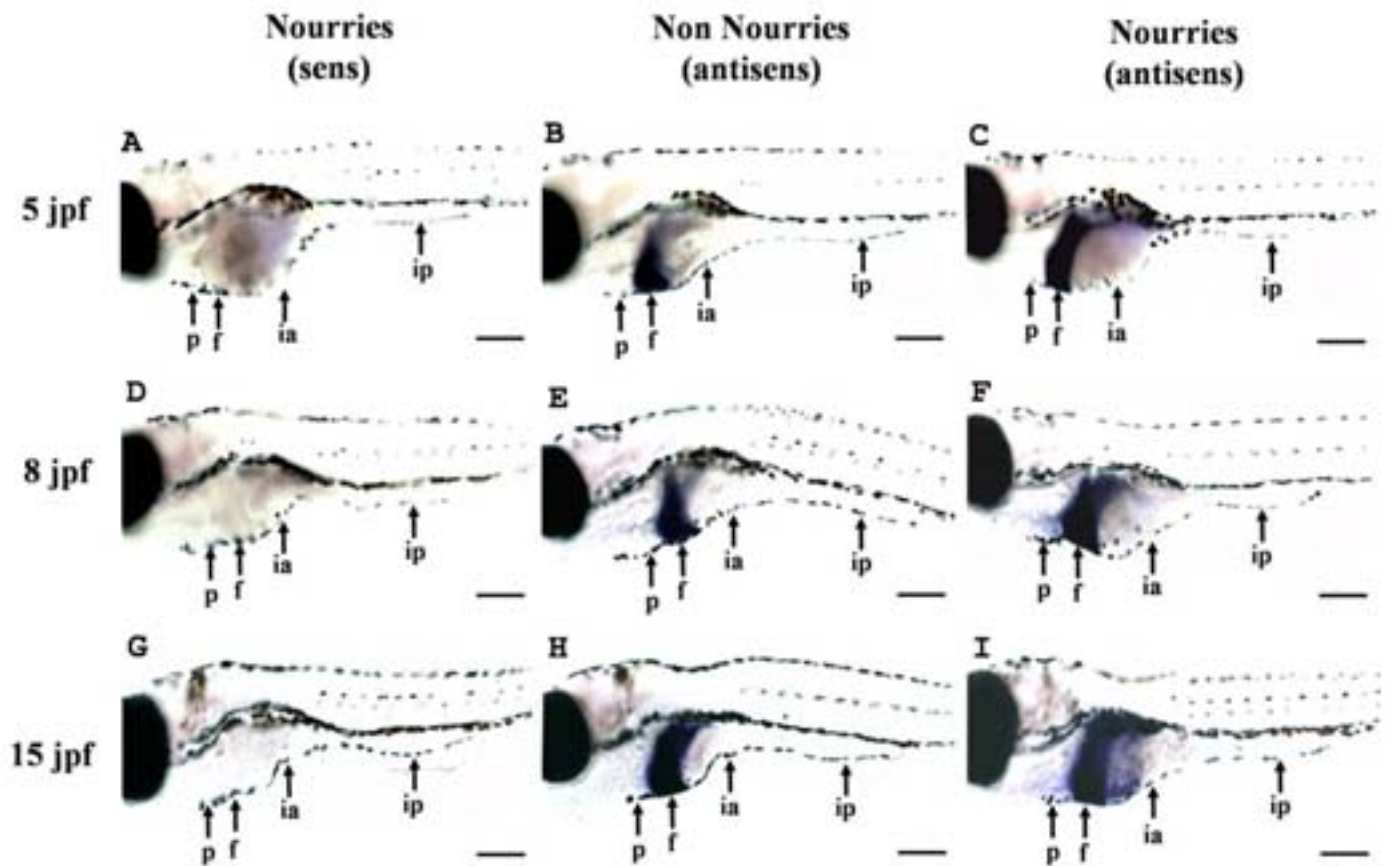 Nourries
(sens)
Non Nourries
(antisens)
Nourries
(antisens)
5 jpf
A
p
f
ia
ip
B
p
f
ia
ip
C
p
f
ia
ip
8 jpf
D
p
f
ia
ip
E
p
f
ia
ip
F
p
f
ia
ip
15 jpf
G
p
f
ia
ip
H
p
f
ia
ip
I
p
f
ia
ip